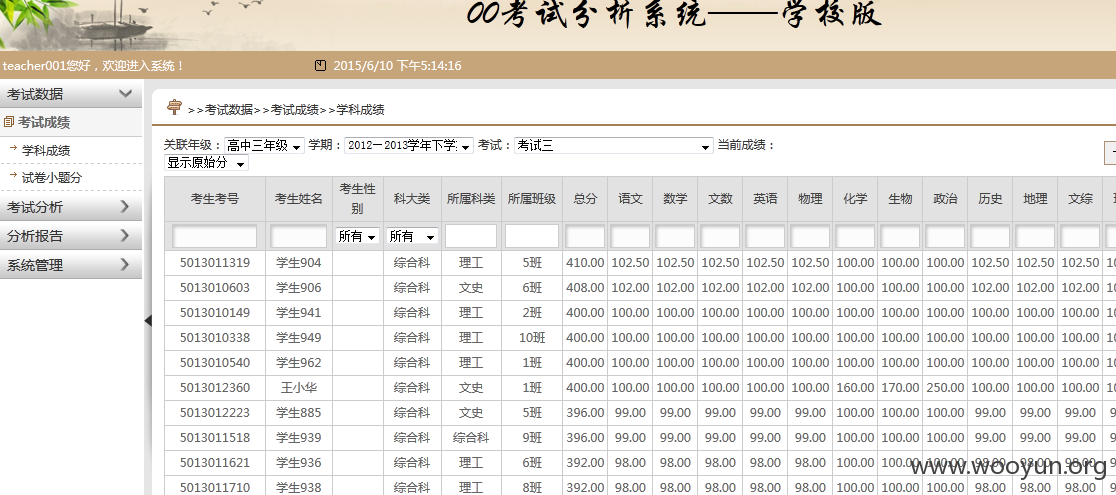 OO考试分析系统——学校版
teacher001您好，欢迎进入系统！ 2015/6/10 下午5:14:16
考试数据
考试成绩
学科成绩
试卷小题分
考试分析
分析报告
系统管理
>>考试数据>>考试成绩>>学科成绩
关联年级： 高中三年级 学期： 2012－2013学年下学 考试： 考试三 当前成绩：
显示原始分
考生考号 考生姓名 考生性别 科大类 所属科类 所属班级 总分 语文 数学 文数 英语 物理 化学 生物 政治 历史 地理 文综
所有 所有
5013011319 学生904 综合科 理工 5班 410.00 102.50 102.50 102.50 102.50 102.50 100.00 100.00 100.00 102.50 102.50 102.50
5013010603 学生906 综合科 文史 6班 408.00 102.00 102.00 102.00 102.00 102.00 100.00 100.00 100.00 102.00 102.00 102.00
5013010149 学生941 综合科 理工 2班 400.00 100.00 100.00 100.00 100.00 100.00 100.00 100.00 100.00 100.00 100.00 100.00
5013010338 学生949 综合科 理工 10班 400.00 100.00 100.00 100.00 100.00 100.00 100.00 100.00 100.00 100.00 100.00 100.00
5013010540 学生962 综合科 理工 1班 400.00 100.00 100.00 100.00 100.00 100.00 100.00 100.00 100.00 100.00 100.00 100.00
5013012360 王小华 综合科 文史 1班 400.00 100.00 100.00 100.00 100.00 100.00 160.00 170.00 250.00 100.00 100.00 100.00
5013012223 学生885 综合科 文史 5班 396.00 99.00 99.00 99.00 99.00 99.00 100.00 100.00 100.00 99.00 99.00 99.00
5013011518 学生939 综合科 综合科 9班 396.00 99.00 99.00 99.00 99.00 99.00 100.00 100.00 100.00 99.00 99.00 99.00
5013011621 学生936 综合科 理工 6班 392.00 98.00 98.00 98.00 98.00 98.00 100.00 100.00 100.00 98.00 98.00 98.00
5013011710 学生938 综合科 理工 8班 392.00 98.00 98.00 98.00 98.00 98.00 100.00 100.00 100.00 98.00 98.00 98.00
www.wooyun.org